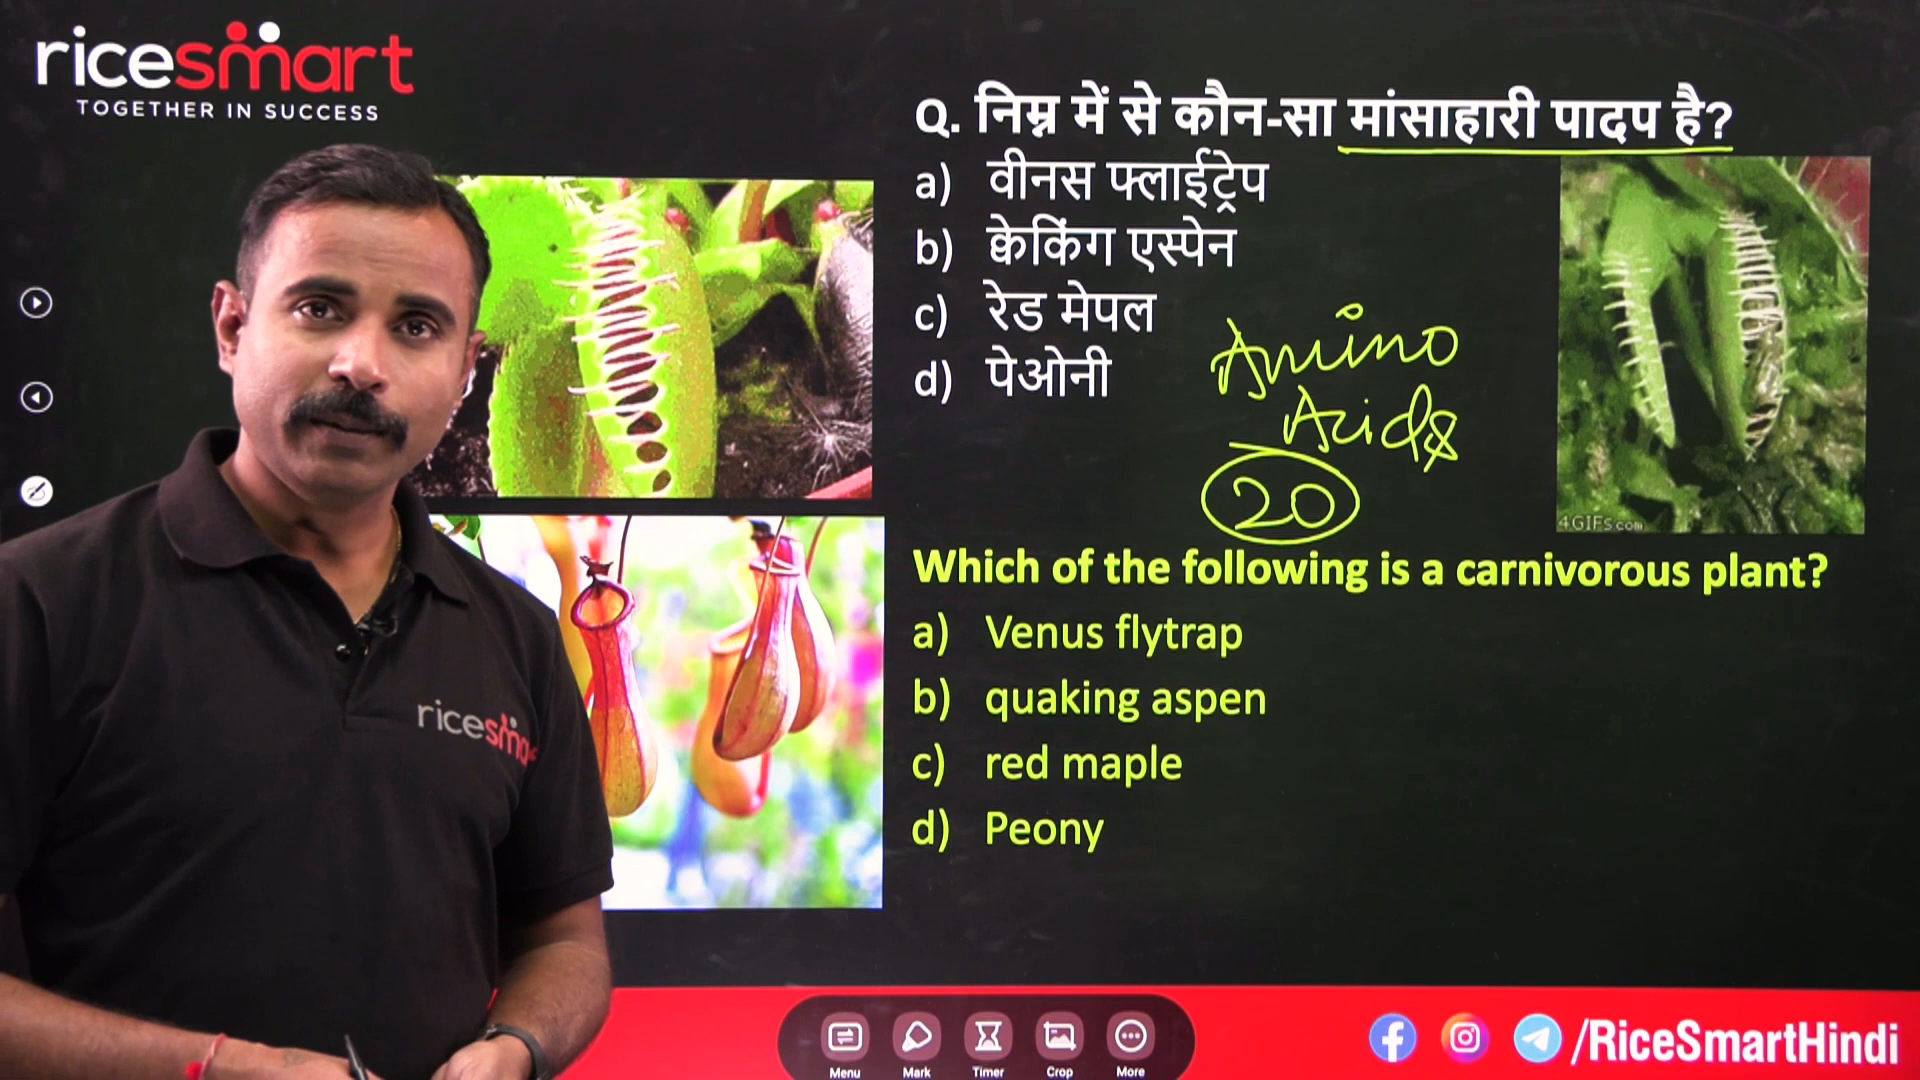 ricesmart
TOGETHER IN SUCCESS
Q. निम्न में से कौन-सा मांसाहारी पादप है?
a) वीनस फ्लाईट्रेप
b) क्वेकिंग एस्पेन
c) रेड मेपल
d) पेओनी
Amino
Acids
20
4GIFs.com
Which of the following is a carnivorous plant?
a) Venus flytrap
b) quaking aspen
c) red maple
d) Peony
ricesma
Menu Mark Timer Crop More
/RiceSmartHindi